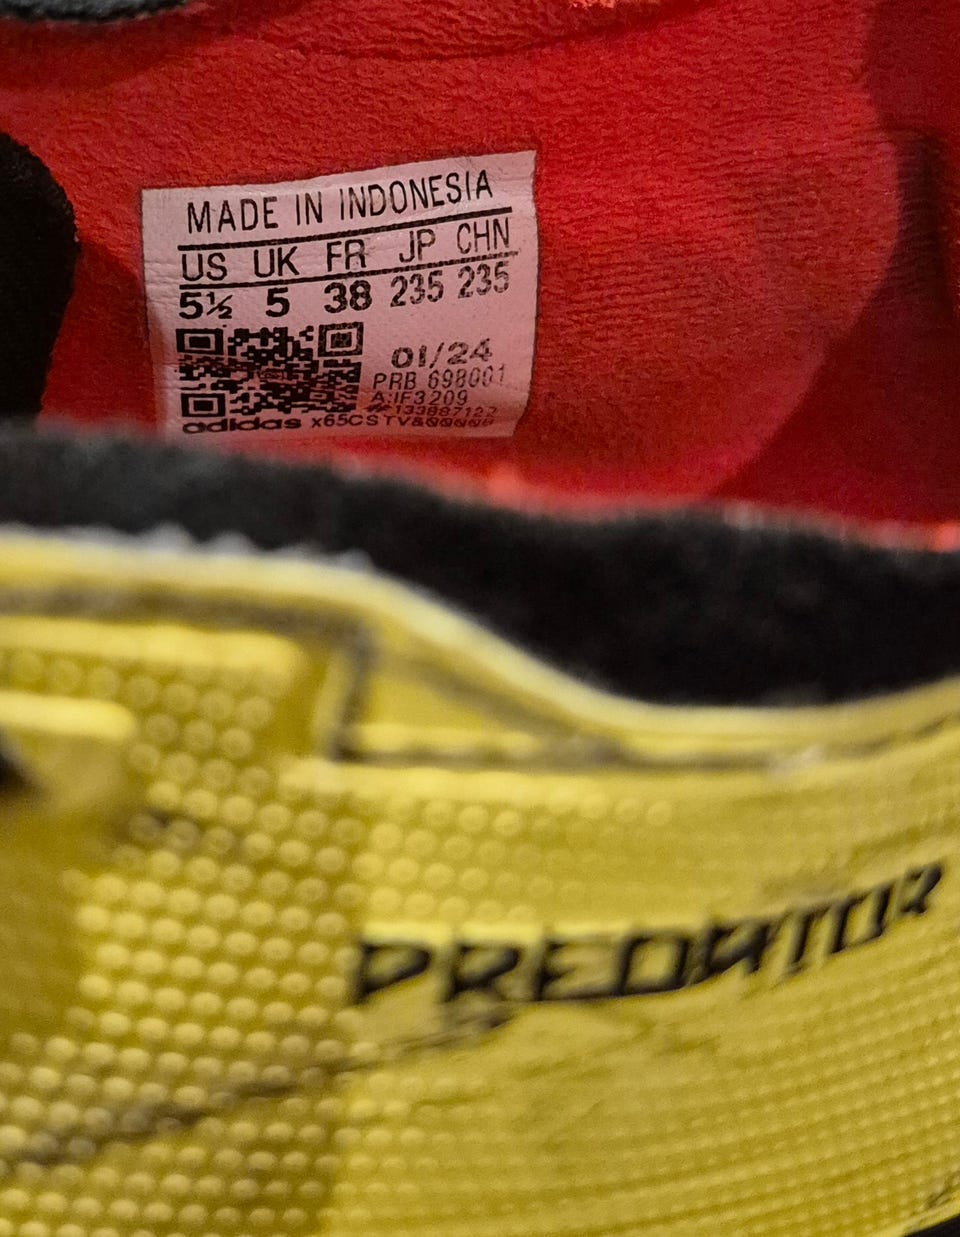 MADE IN INDONESIA
US UK FR JP CHN
5½ 5 38 235 235
01/24
PRB 698001
A:IF3209
adidas
PREDATOR